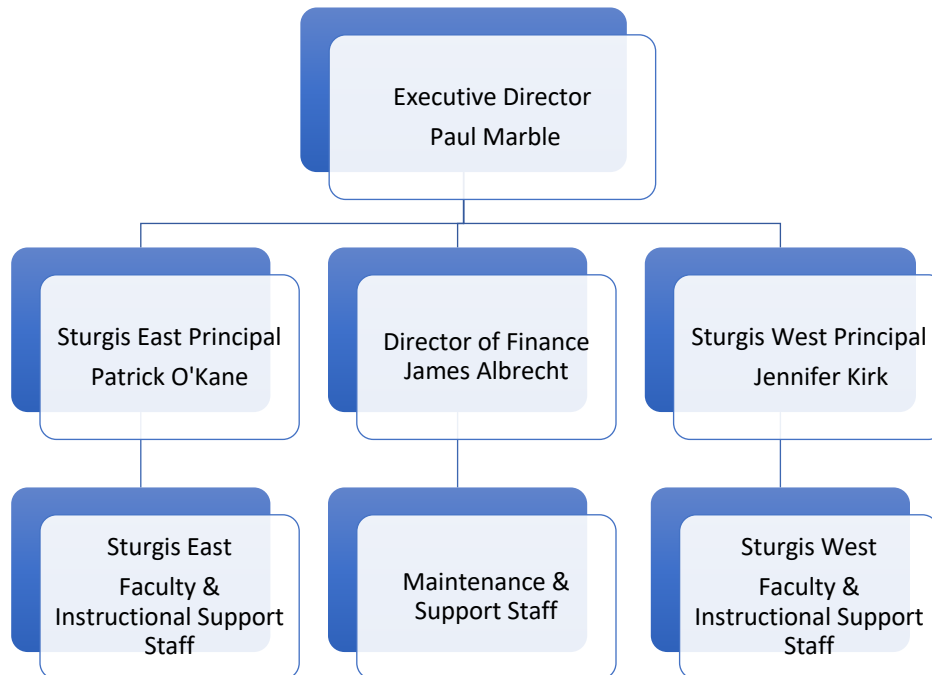 Executive Director
Paul Marble
Sturgis East Principal
Patrick O'Kane
Director of Finance
James Albrecht
Sturgis West Principal
Jennifer Kirk
Sturgis East
Faculty &
Instructional Support
Staff
Maintenance &
Support Staff
Sturgis West
Faculty &
Instructional Support
Staff